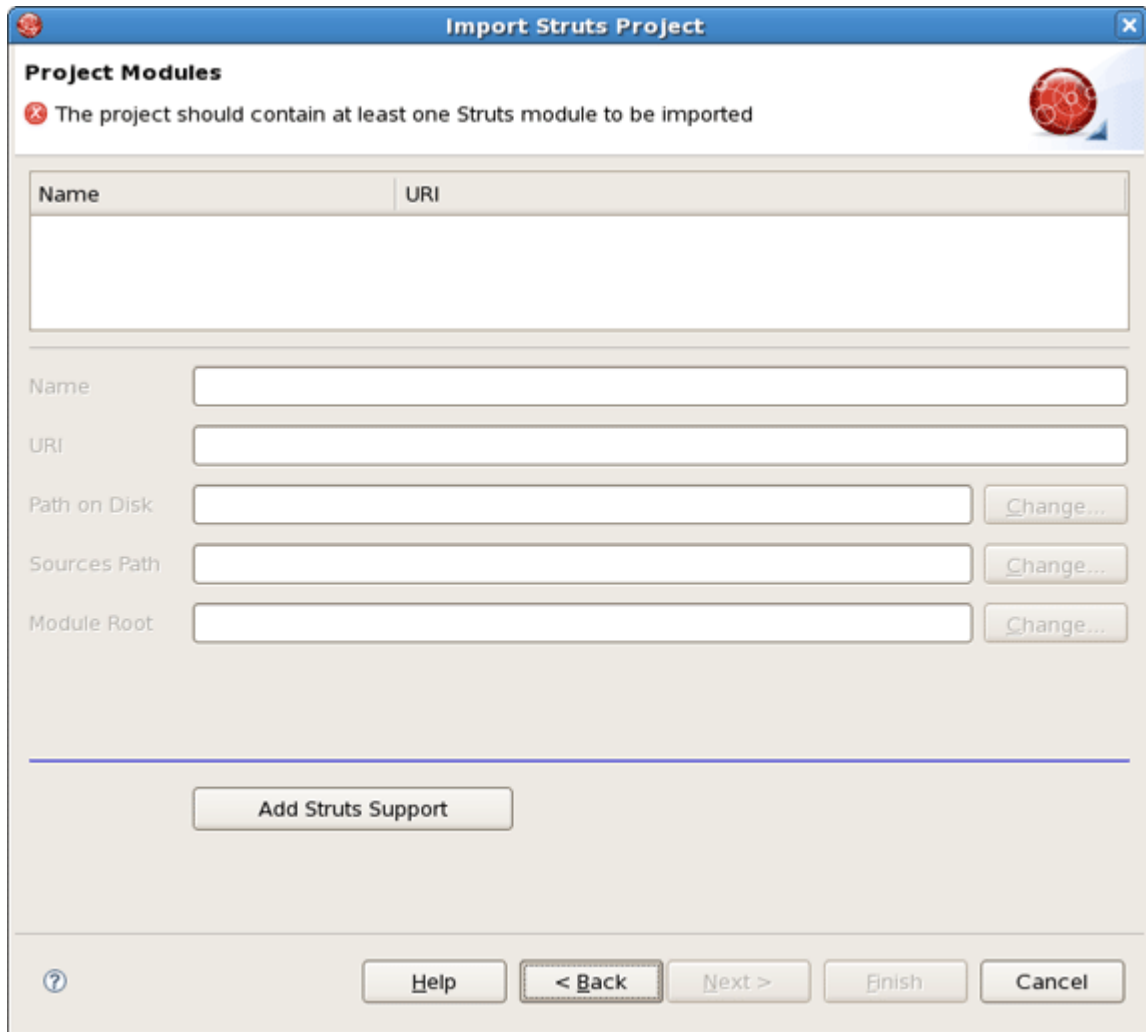 Import Struts Project
Project Modules
The project should contain at least one Struts module to be imported
Name URI
Name
URI
Path on Disk Change...
Sources Path Change...
Module Root Change...
Add Struts Support
? Help < Back Next > Finish Cancel